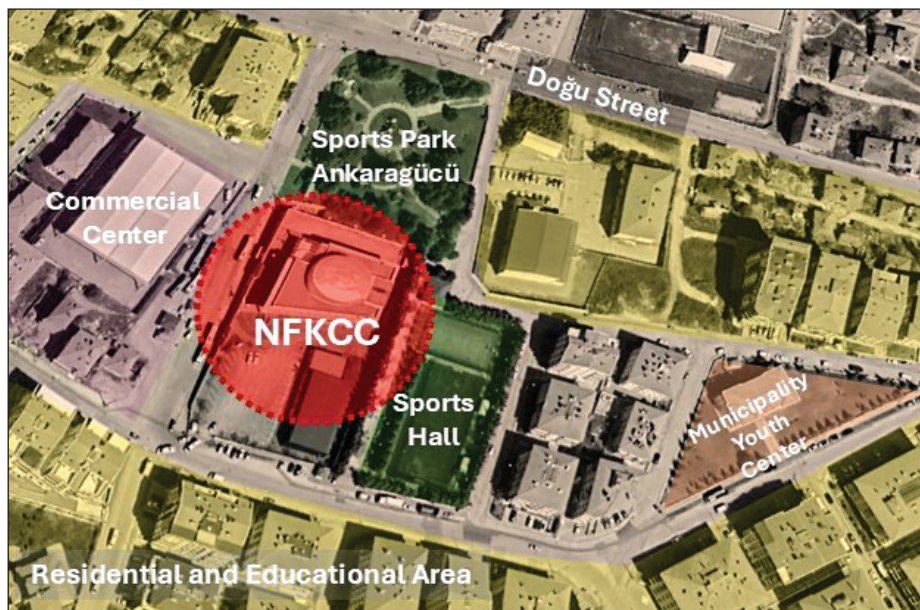 Doğu Street
Sports Park
Ankaragücü
Commercial
Center
NFKCC
Sports
Hall
Municipality
Youth
Center
Residential and Educational Area